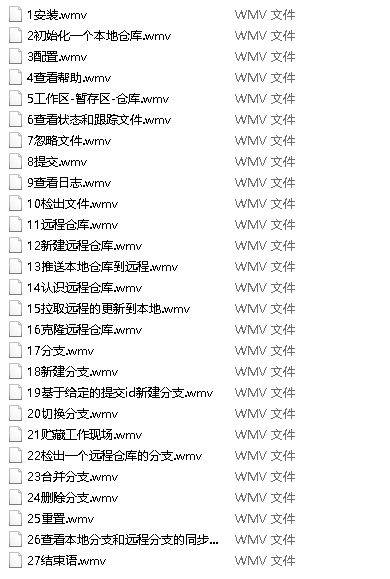 1安装.wmv WMV 文件
2初始化一个本地仓库.wmv WMV 文件
3配置.wmv WMV 文件
4查看帮助.wmv WMV 文件
5工作区-暂存区-仓库.wmv WMV 文件
6查看状态和跟踪文件.wmv WMV 文件
7忽略文件.wmv WMV 文件
8提交.wmv WMV 文件
9查看日志.wmv WMV 文件
10检出文件.wmv WMV 文件
11远程仓库.wmv WMV 文件
12新建远程仓库.wmv WMV 文件
13推送本地仓库到远程.wmv WMV 文件
14认识远程仓库.wmv WMV 文件
15拉取远程的更新到本地.wmv WMV 文件
16克隆远程仓库.wmv WMV 文件
17分支.wmv WMV 文件
18新建分支.wmv WMV 文件
19基于给定的提交id新建分支.wmv WMV 文件
20切换分支.wmv WMV 文件
21贮藏工作现场.wmv WMV 文件
22检出一个远程仓库的分支.wmv WMV 文件
23合并分支.wmv WMV 文件
24删除分支.wmv WMV 文件
25重置.wmv WMV 文件
26查看本地分支和远程分支的同步... WMV 文件
27结束语.wmv WMV 文件